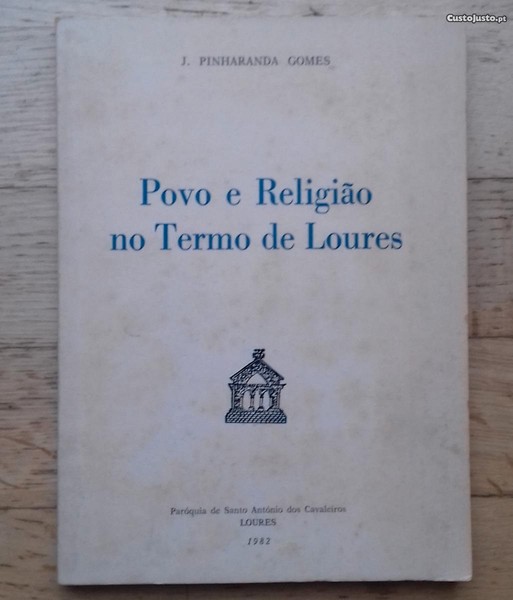 CustoJusto.pt
J. PINHARANDA GOMES
Povo e Religião
no Termo de Loures
Paróquia de Santo António dos Cavaleiros
LOURES
1982